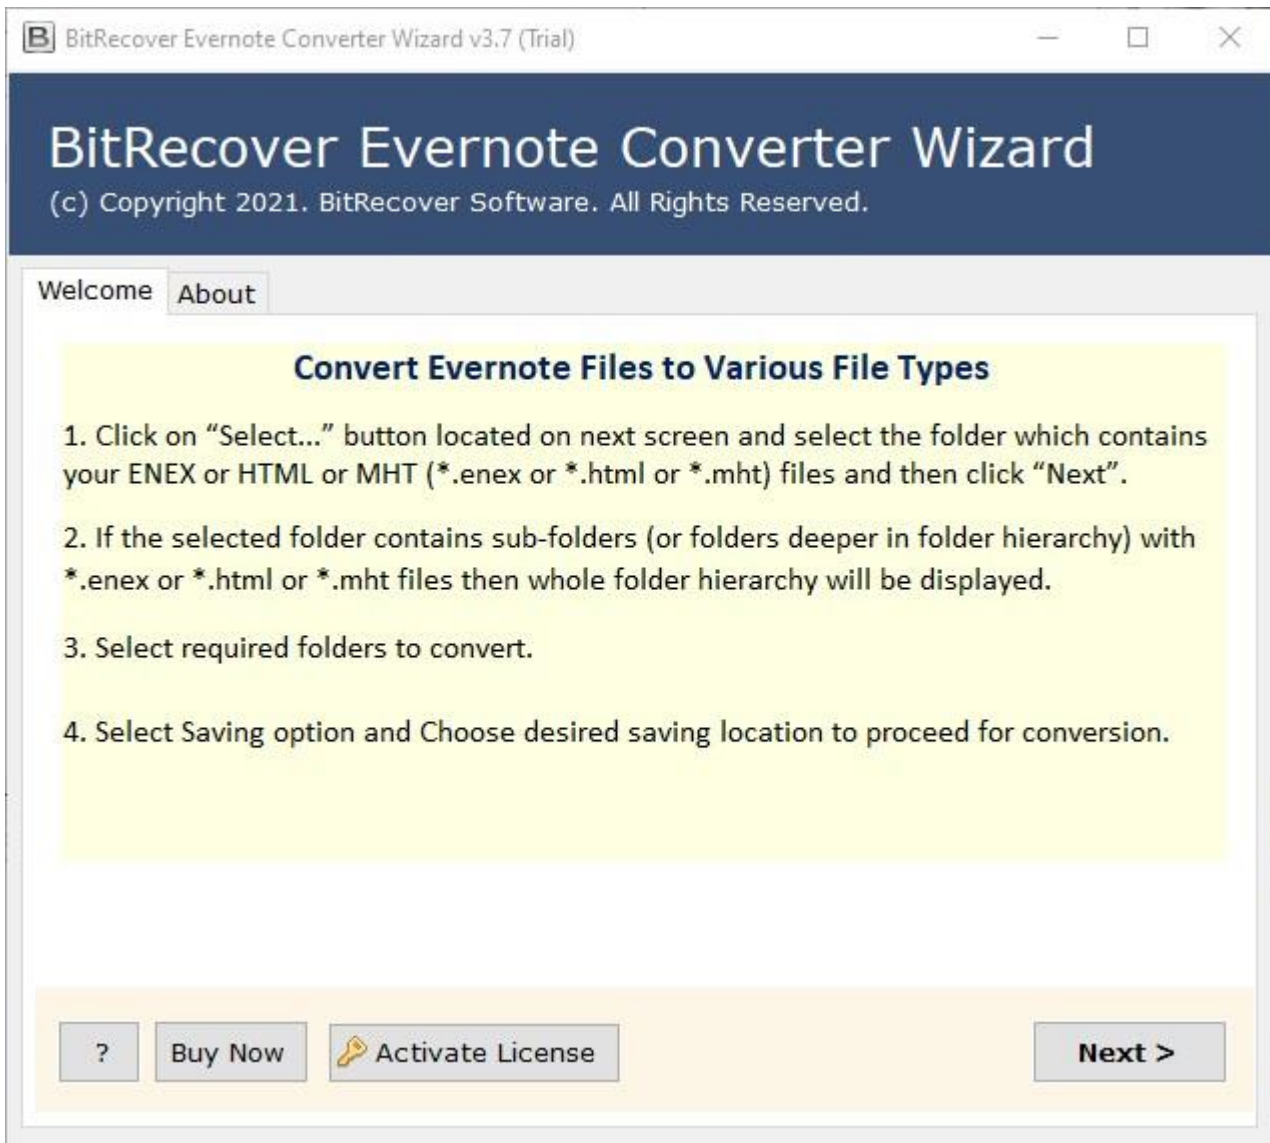 BitRecover Evernote Converter Wizard v3.7 (Trial)
BitRecover Evernote Converter Wizard
(c) Copyright 2021. BitRecover Software. All Rights Reserved.
Welcome
About
Convert Evernote Files to Various File Types
1. Click on “Select...” button located on next screen and select the folder which contains
your ENEX or HTML or MHT (*.enex or *.html or *.mht) files and then click “Next”.
2. If the selected folder contains sub-folders (or folders deeper in folder hierarchy) with
*.enex or *.html or *.mht files then whole folder hierarchy will be displayed.
3. Select required folders to convert.
4. Select Saving option and Choose desired saving location to proceed for conversion.
?
Buy Now
Activate License
Next >